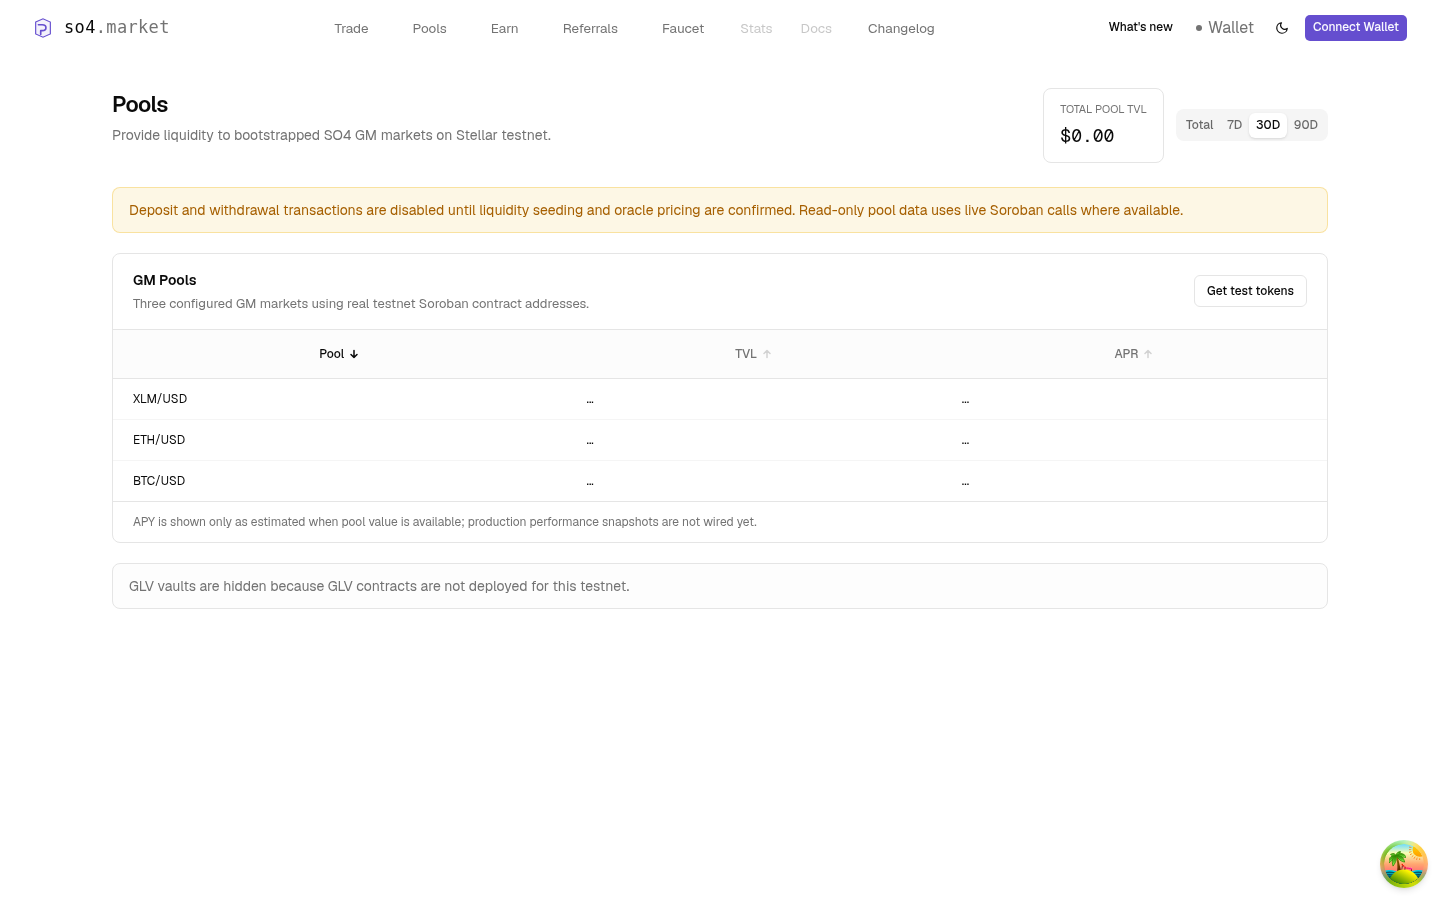 so4.market
Trade Pools Earn Referrals Faucet Stats Docs Changelog
What's new Wallet Connect Wallet
Pools
Provide liquidity to bootstrapped SO4 GM markets on Stellar testnet.
TOTAL POOL TVL
$0.00
Total 7D 30D 90D
Deposit and withdrawal transactions are disabled until liquidity seeding and oracle pricing are confirmed. Read-only pool data uses live Soroban calls where available.
GM Pools
Three configured GM markets using real testnet Soroban contract addresses.
Get test tokens
Pool ↓ TVL ↑ APR ↑
XLM/USD … …
ETH/USD … …
BTC/USD … …
APY is shown only as estimated when pool value is available; production performance snapshots are not wired yet.
GLV vaults are hidden because GLV contracts are not deployed for this testnet.